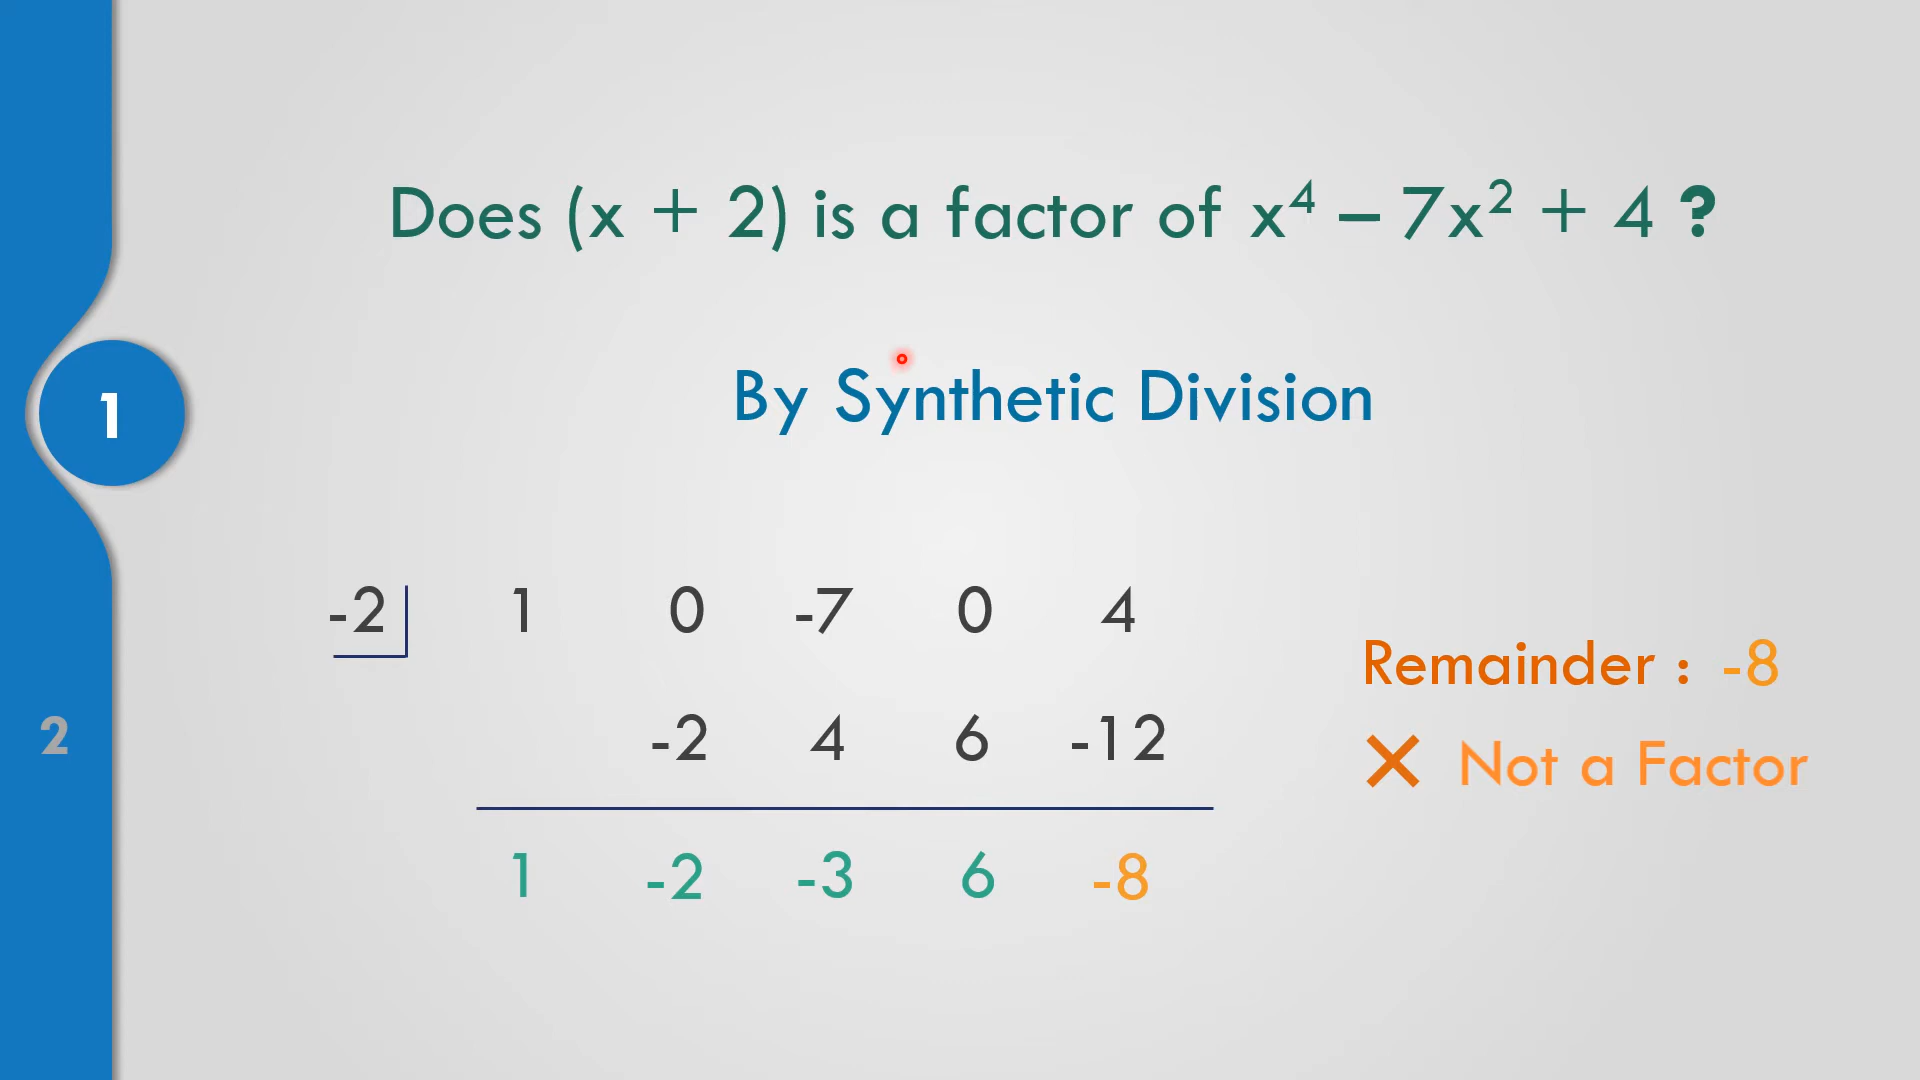 Does (x + 2) is a factor of x⁴ – 7x² + 4 ?
By Synthetic Division
1
-2 1 0 -7 0 4
Remainder : -8
2
-2 4 6 -12
✕ Not a Factor
1 -2 -3 6 -8